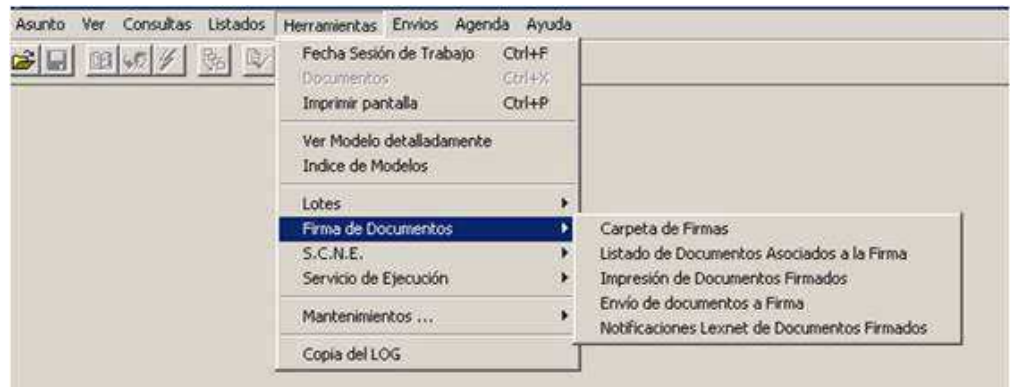 Asunto Ver Consultas Listados Herramientas Envios Agenda Ayuda
Fecha Sesión de Trabajo Ctrl+F
Documentos Ctrl+X
Imprimir pantalla Ctrl+P
Ver Modelo detalladamente
Indice de Modelos
Lotes
Firma de Documentos
S.C.N.E.
Servicio de Ejecución
Mantenimientos ...
Copia del LOG
Carpeta de Firmas
Listado de Documentos Asociados a la Firma
Impresión de Documentos Firmados
Envío de documentos a Firma
Notificaciones Lexnet de Documentos Firmados